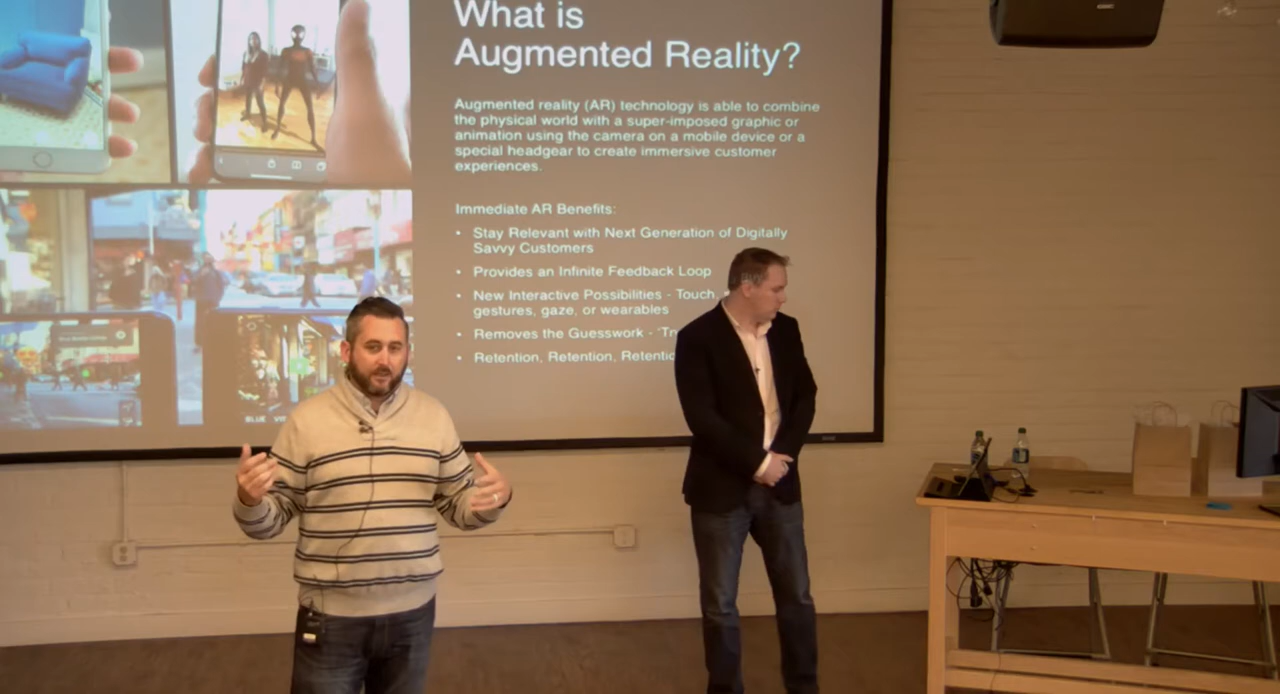 What is
Augmented Reality?
Augmented reality (AR) technology is able to combine
the physical world with a super-imposed graphic or
animation using the camera on a mobile device or a
special headgear to create immersive customer
experiences.
Immediate AR Benefits:
• Stay Relevant with Next Generation of Digitally
Savvy Customers
• Provides an Infinite Feedback Loop
• New Interactive Possibilities - Touch,
gestures, gaze, or wearables
• Removes the Guesswork -
• Retention, Retention,